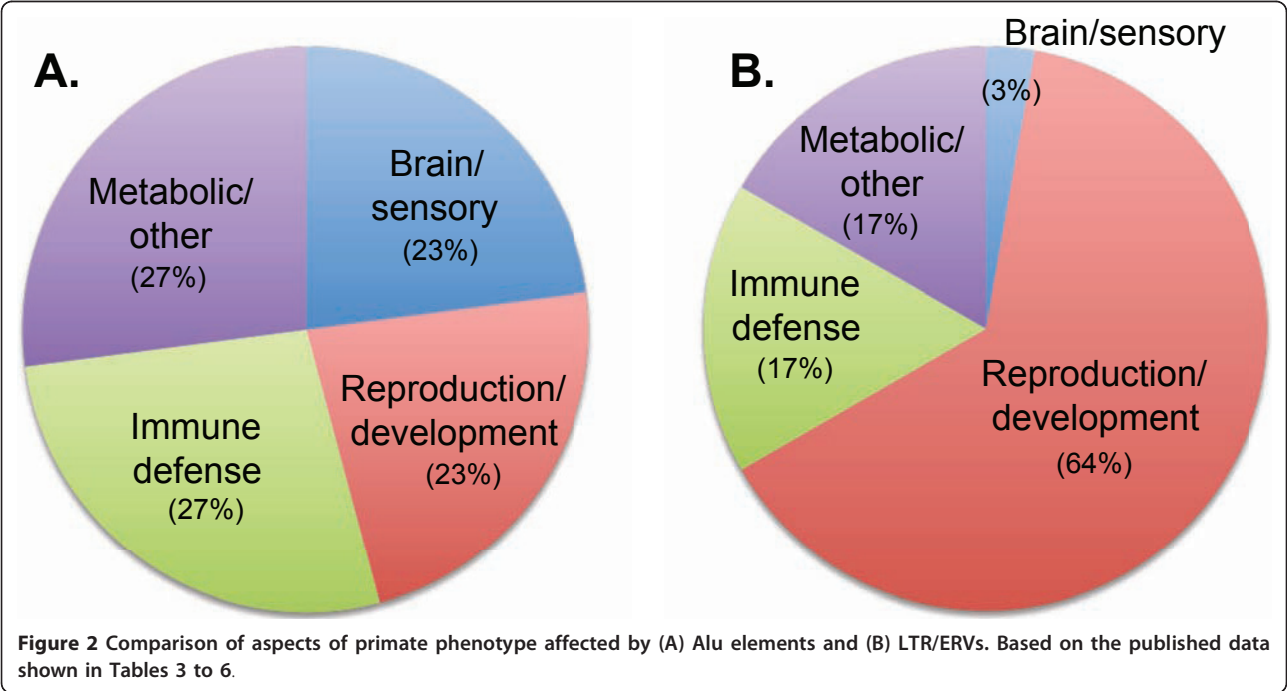 A.
Brain/
sensory
(23%)
Reproduction/
development
(23%)
Immune
defense
(27%)
Metabolic/
other
(27%)
B.
Brain/sensory
(3%)
Reproduction/
development
(64%)
Immune
defense
(17%)
Metabolic/
other
(17%)
Figure 2 Comparison of aspects of primate phenotype affected by (A) Alu elements and (B) LTR/ERVs. Based on the published data
shown in Tables 3 to 6.